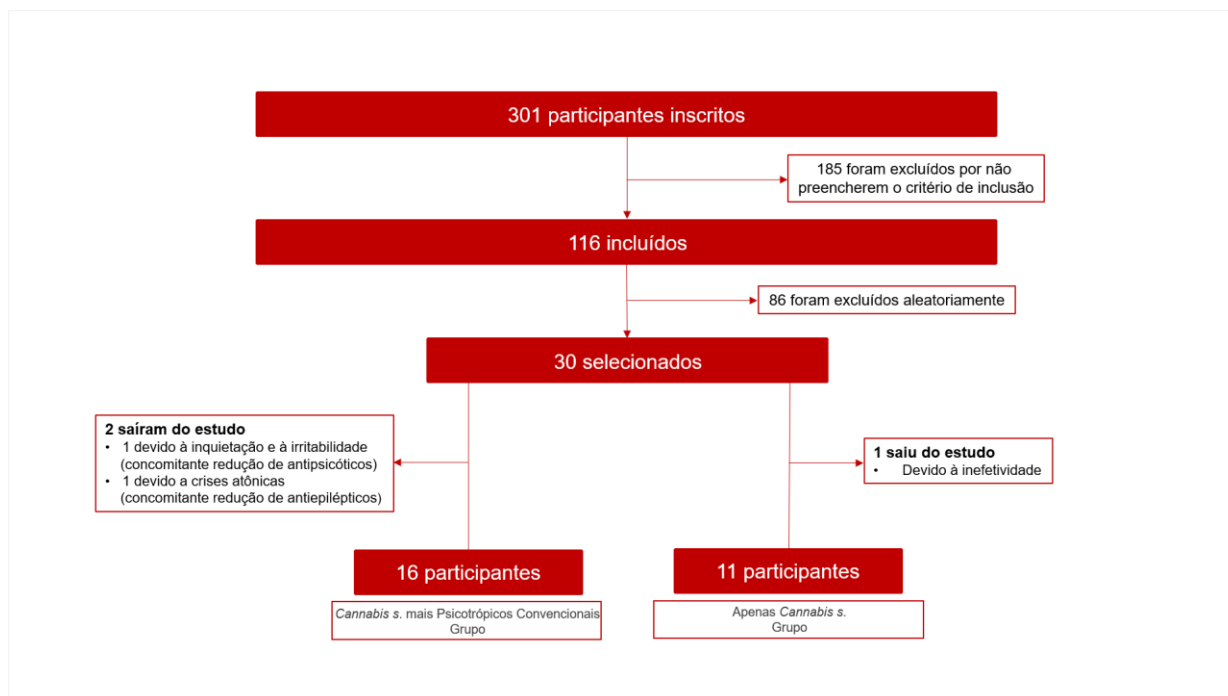 301 participantes inscritos
185 foram excluídos por não
preencherem o critério de inclusão
116 incluídos
86 foram excluídos aleatoriamente
30 selecionados
2 saíram do estudo
• 1 devido à inquietação e à irritabilidade
(concomitante redução de antipsicóticos)
• 1 devido a crises atônicas
(concomitante redução de antiepilépticos)
1 saiu do estudo
• Devido à inefetividade
16 participantes
Cannabis s. mais Psicotrópicos Convencionais
Grupo
11 participantes
Apenas Cannabis s.
Grupo